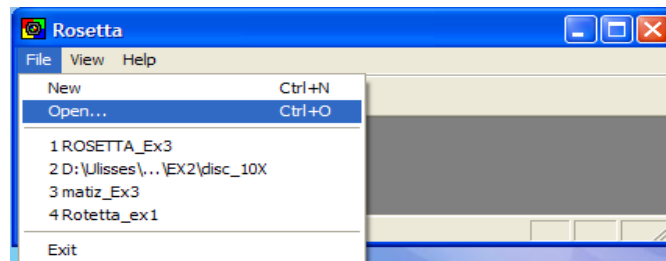 Rosetta
File View Help
New Ctrl+N
Open... Ctrl+O
1 ROSETTA_Ex3
2 D:\Ulisses\...\EX2\disc_10X
3 matiz_Ex3
4 Rotetta_ex1
Exit